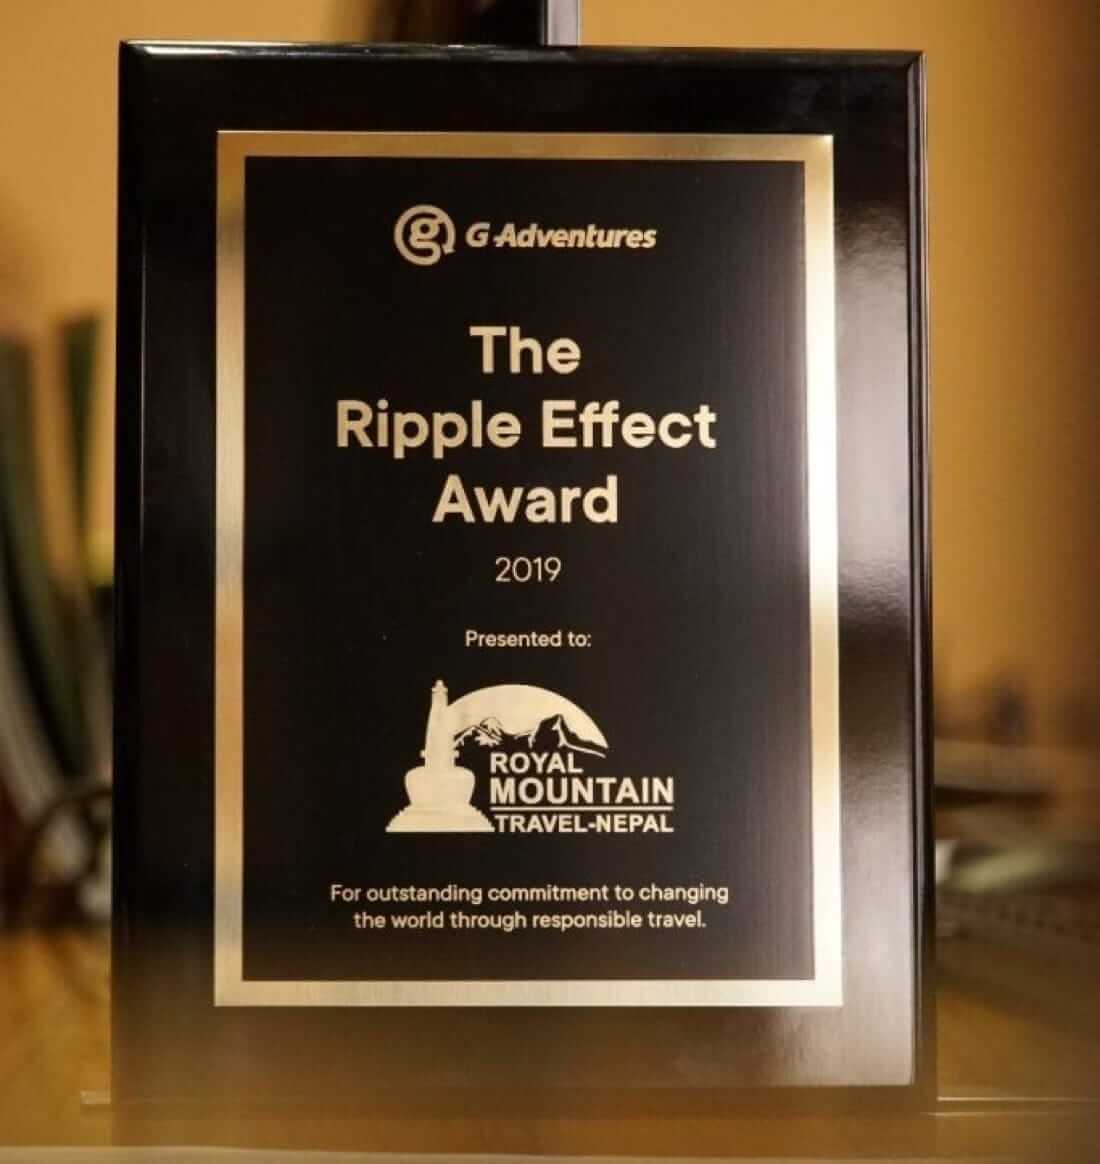 g G Adventures
The
Ripple Effect
Award
2019
Presented to:
ROYAL
MOUNTAIN
TRAVEL-NEPAL
For outstanding commitment to changing
the world through responsible travel.